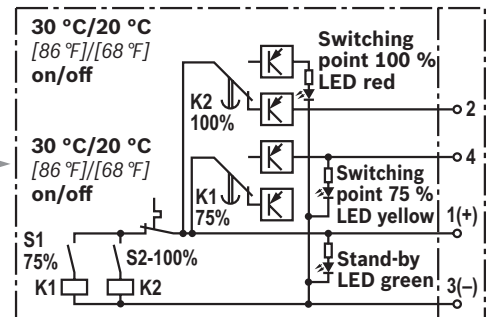 30 °C/20 °C
[86 °F]/[68 °F]
on/off
Switching
point 100 %
LED red
K2
100%
2
30 °C/20 °C
[86 °F]/[68 °F]
on/off
4
K1
75%
Switching
point 75 %
LED yellow
1(+)
S1
75%
S2-100%
Stand-by
LED green
K1
K2
3(–)